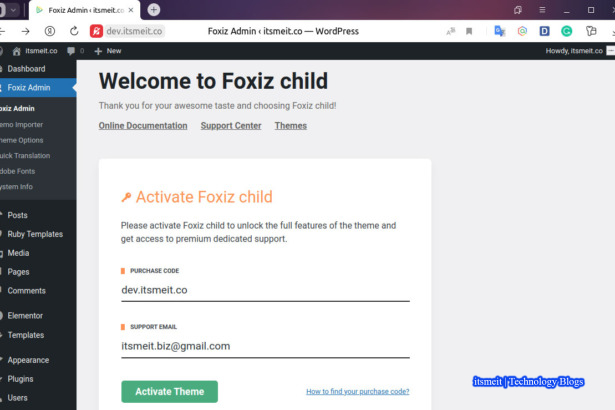 Foxiz Admin ‹ itsmeit.co
dev.itsmeit.co
Foxiz Admin ‹ itsmeit.co — WordPress
itsmeit.co
0
+ New
Howdy, itsmeit.co
Dashboard
Foxiz Admin
oxiz Admin
emo Importer
heme Options
uick Translation
dobe Fonts
ystem Info
Posts
Ruby Templates
Media
Pages
Comments
Elementor
Templates
Appearance
Plugins
Users
Welcome to Foxiz child
Thank you for your awesome taste and choosing Foxiz child!
Online Documentation
Support Center
Themes
Activate Foxiz child
Please activate Foxiz child to unlock the full features of the theme and
get access to premium dedicated support.
PURCHASE CODE
dev.itsmeit.co
SUPPORT EMAIL
itsmeit.biz@gmail.com
Activate Theme
How to find your purchase code?
itsmeit | Technology Blogs